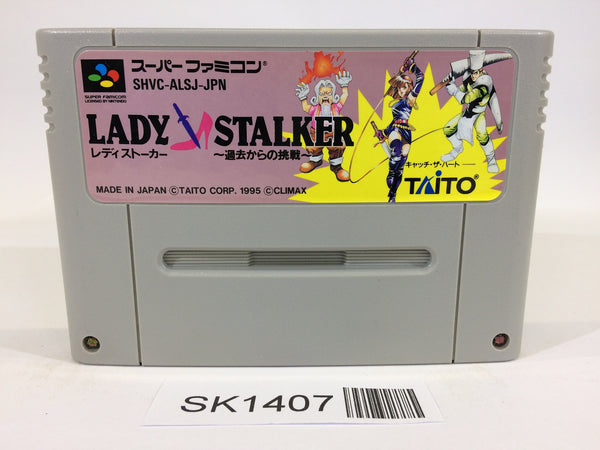 スーパーファミコン®
SHVC-ALSJ-JPN
SUPER FAMICOM
LICENSED BY NINTENDO
LADY STALKER
レディストーカー ～過去からの挑戦～
キャッチ・ザ・ハート
TAITO®
MADE IN JAPAN ©TAITO CORP. 1995 ©CLIMAX
SK1407